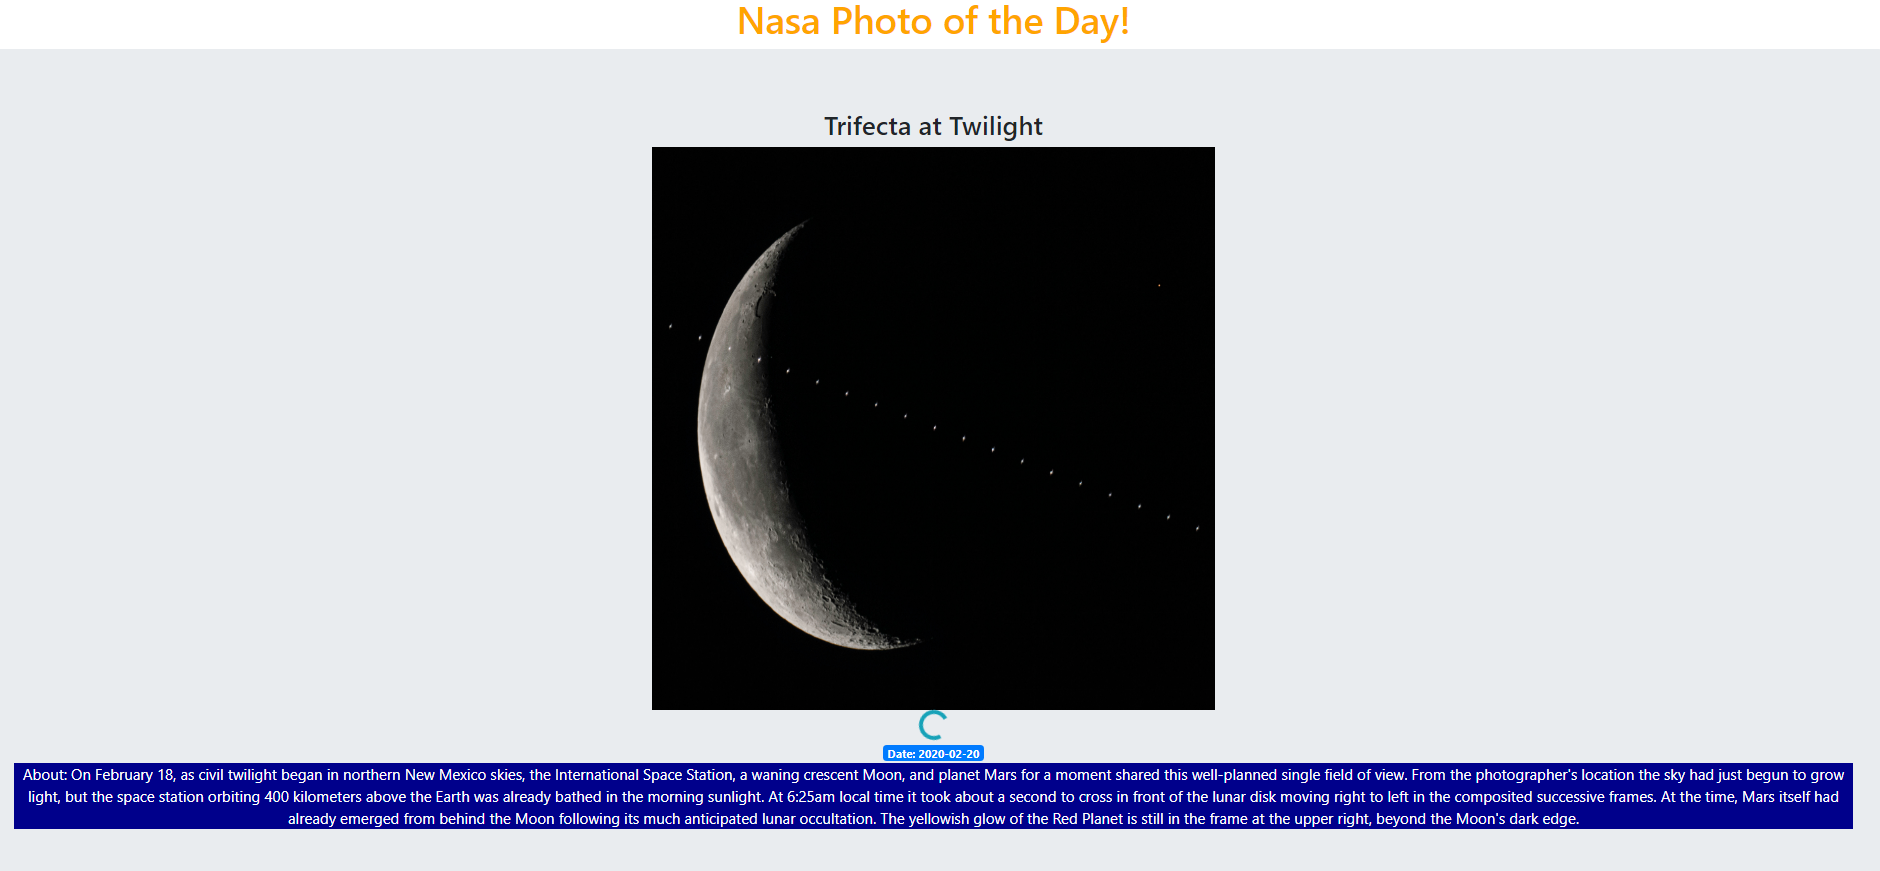 Nasa Photo of the Day!
Trifecta at Twilight
Date: 2020-02-20
About: On February 18, as civil twilight began in northern New Mexico skies, the International Space Station, a waning crescent Moon, and planet Mars for a moment shared this well-planned single field of view. From the photographer's location the sky had just begun to grow
light, but the space station orbiting 400 kilometers above the Earth was already bathed in the morning sunlight. At 6:25am local time it took about a second to cross in front of the lunar disk moving right to left in the composited successive frames. At the time, Mars itself had
already emerged from behind the Moon following its much anticipated lunar occultation. The yellowish glow of the Red Planet is still in the frame at the upper right, beyond the Moon's dark edge.